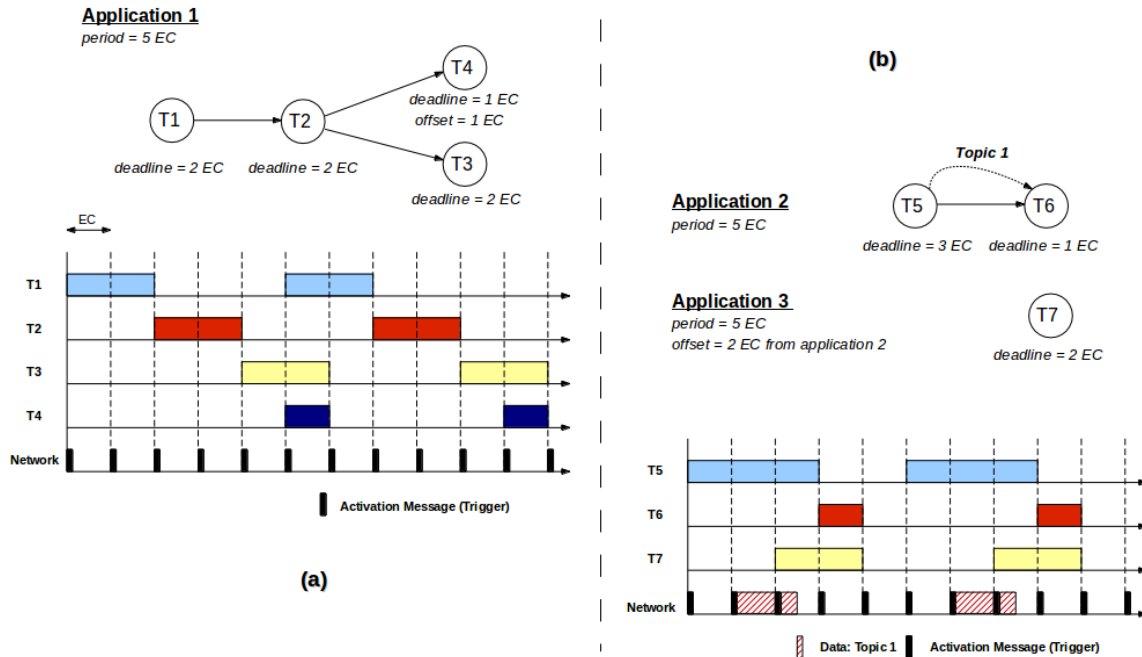 Application 1
period = 5 EC
T4
deadline = 1 EC
offset = 1 EC
T1
T2
deadline = 2 EC
deadline = 2 EC
T3
deadline = 2 EC
EC
T1
T2
T3
T4
Network
Activation Message (Trigger)
(a)
(b)
Topic 1
Application 2
period = 5 EC
T5
T6
deadline = 3 EC
deadline = 1 EC
Application 3
period = 5 EC
offset = 2 EC from application 2
T7
deadline = 2 EC
T5
T6
T7
Network
Data: Topic 1
Activation Message (Trigger)